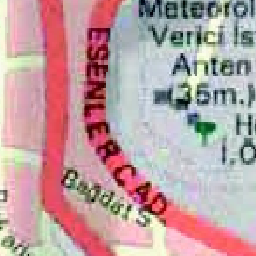 Meteorol
Verici İs
Anten
(35m.)
H
İ.Ö
ESENLER CAD.
Bağdat S